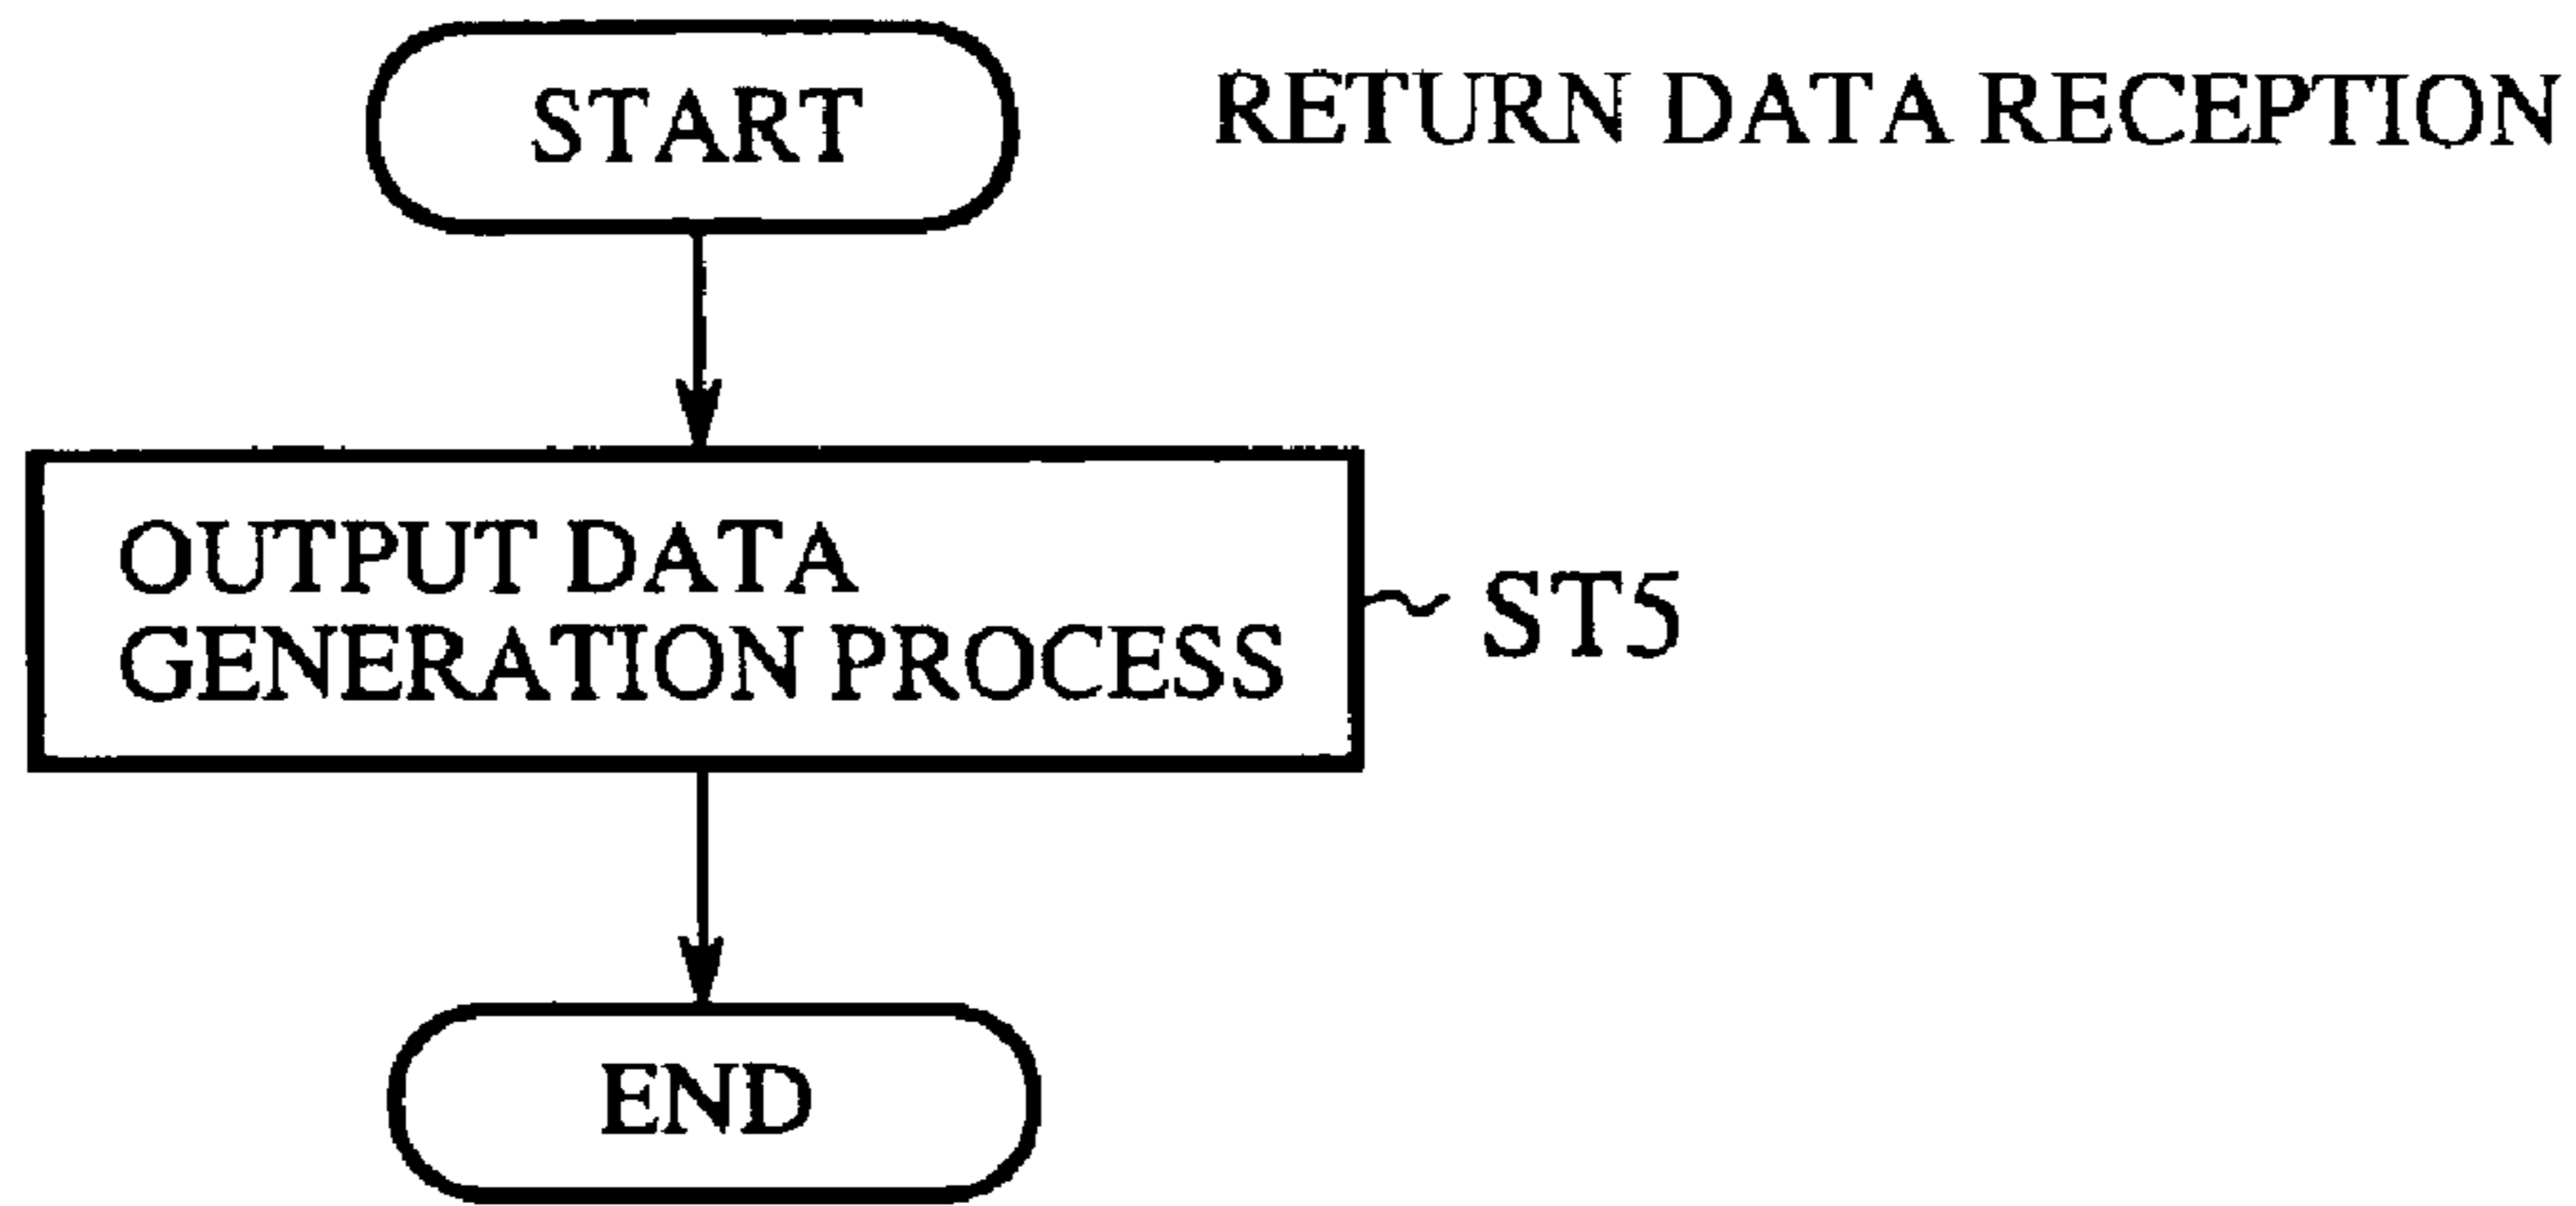 START
RETURN DATA RECEPTION
OUTPUT DATA
GENERATION PROCESS
ST5
END